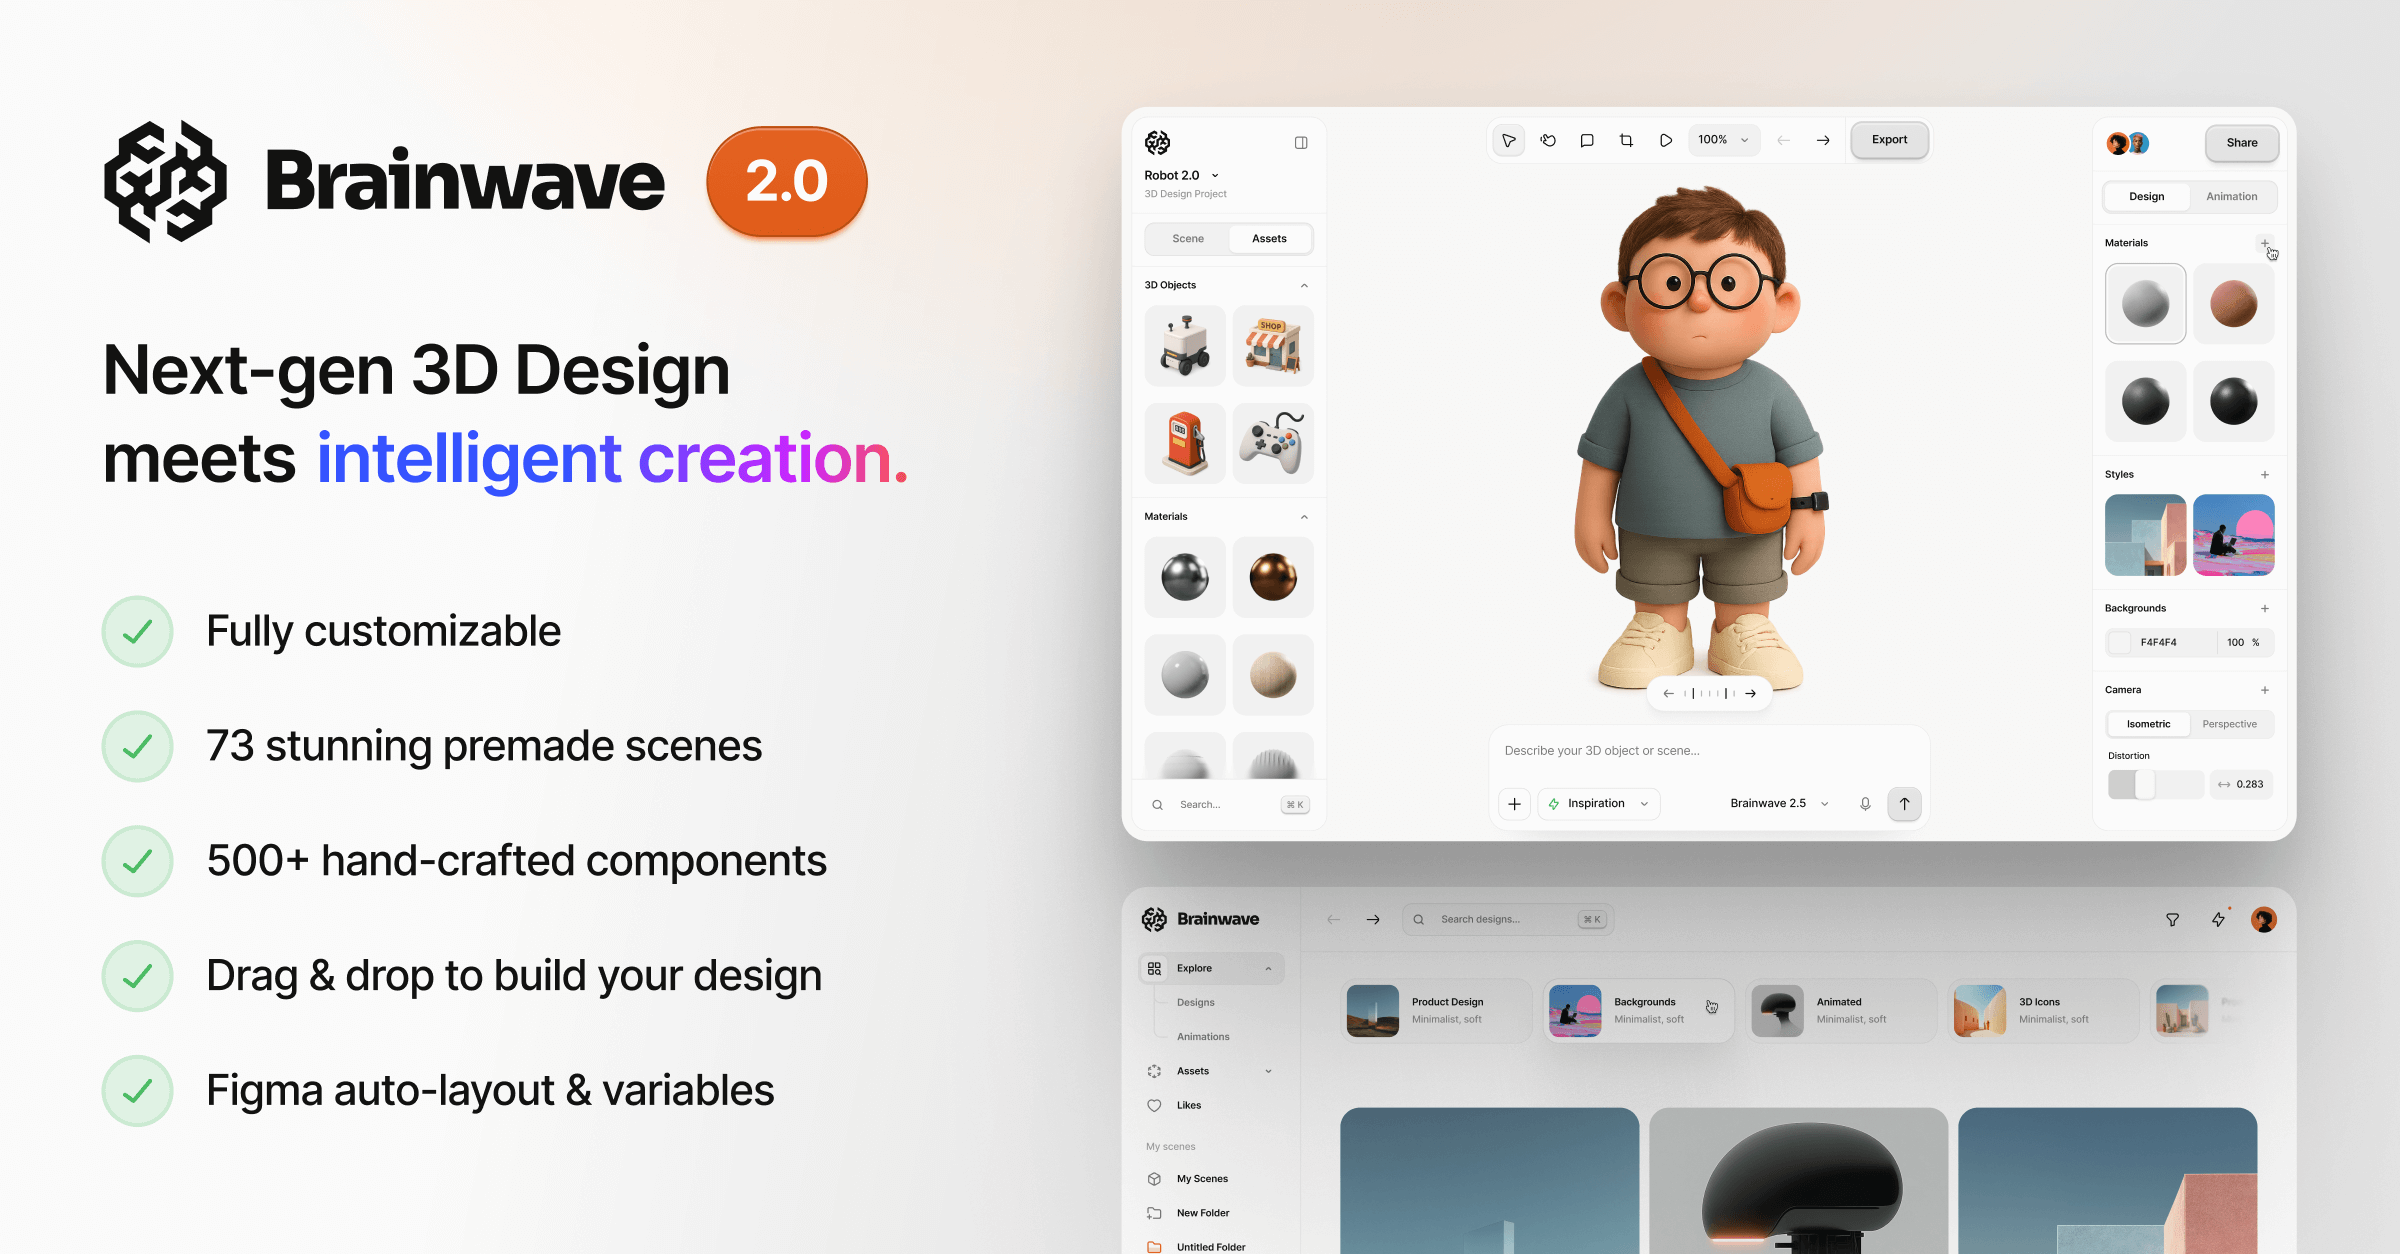 Brainwave
2.0
Next-gen 3D Design
meets intelligent creation.
Fully customizable
73 stunning premade scenes
500+ hand-crafted components
Drag & drop to build your design
Figma auto-layout & variables
Robot 2.0
3D Design Project
Scene
Assets
3D Objects
SHOP
Materials
Search...
⌘ K
100%
Export
Describe your 3D object or scene...
Inspiration
Brainwave 2.5
Share
Design
Animation
Materials
Styles
Backgrounds
F4F4F4
100 %
Camera
Isometric
Perspective
Distortion
0.283
Brainwave
Search designs...
⌘ K
Explore
Designs
Animations
Assets
Likes
My scenes
My Scenes
New Folder
Untitled Folder
Product Design
Minimalist, soft
Backgrounds
Minimalist, soft
Animated
Minimalist, soft
3D Icons
Minimalist, soft